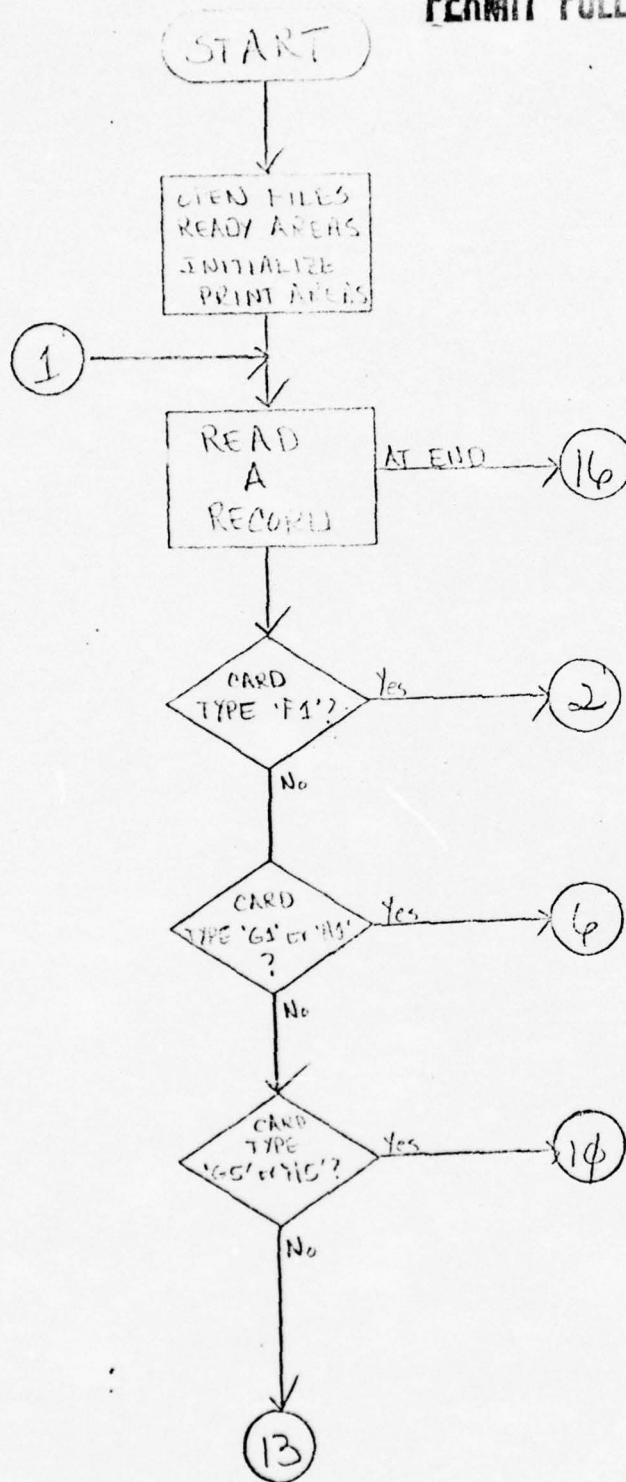 PERMIT
START
OPEN FILES
READY AREAS
INITIALIZE
PRINT AREAS
1
READ
A
RECORD
AT END
16
CARD
TYPE 'F1'?
Yes
2
No
CARD
TYPE 'G1' or 'H1'
?
Yes
6
No
CARD
TYPE
'G5' or 'H5'?
Yes
10
No
13